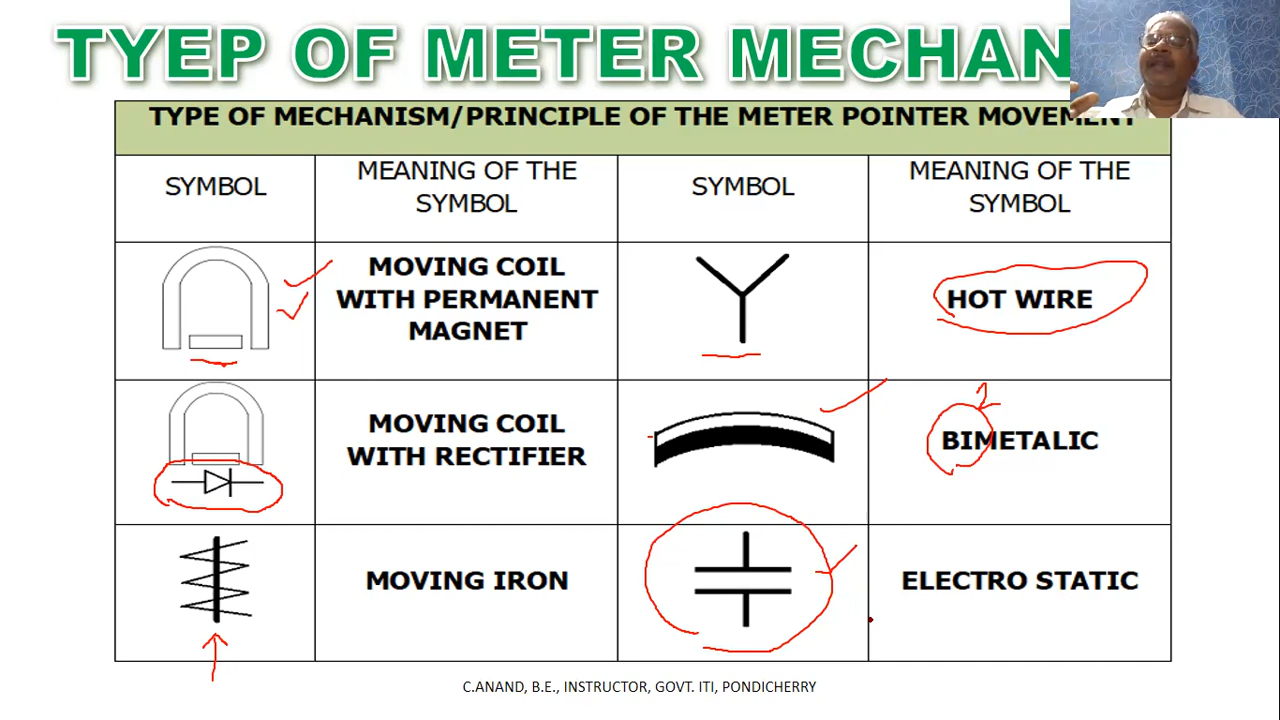 TYEP OF METER MECHAN
TYPE OF MECHANISM/PRINCIPLE OF THE METER POINTER MOVEMENT
SYMBOL
MEANING OF THE
SYMBOL
SYMBOL
MEANING OF THE
SYMBOL
MOVING COIL
WITH PERMANENT
MAGNET
HOT WIRE
MOVING COIL
WITH RECTIFIER
BIMETALIC
MOVING IRON
ELECTRO STATIC
C.ANAND, B.E., INSTRUCTOR, GOVT. ITI, PONDICHERRY